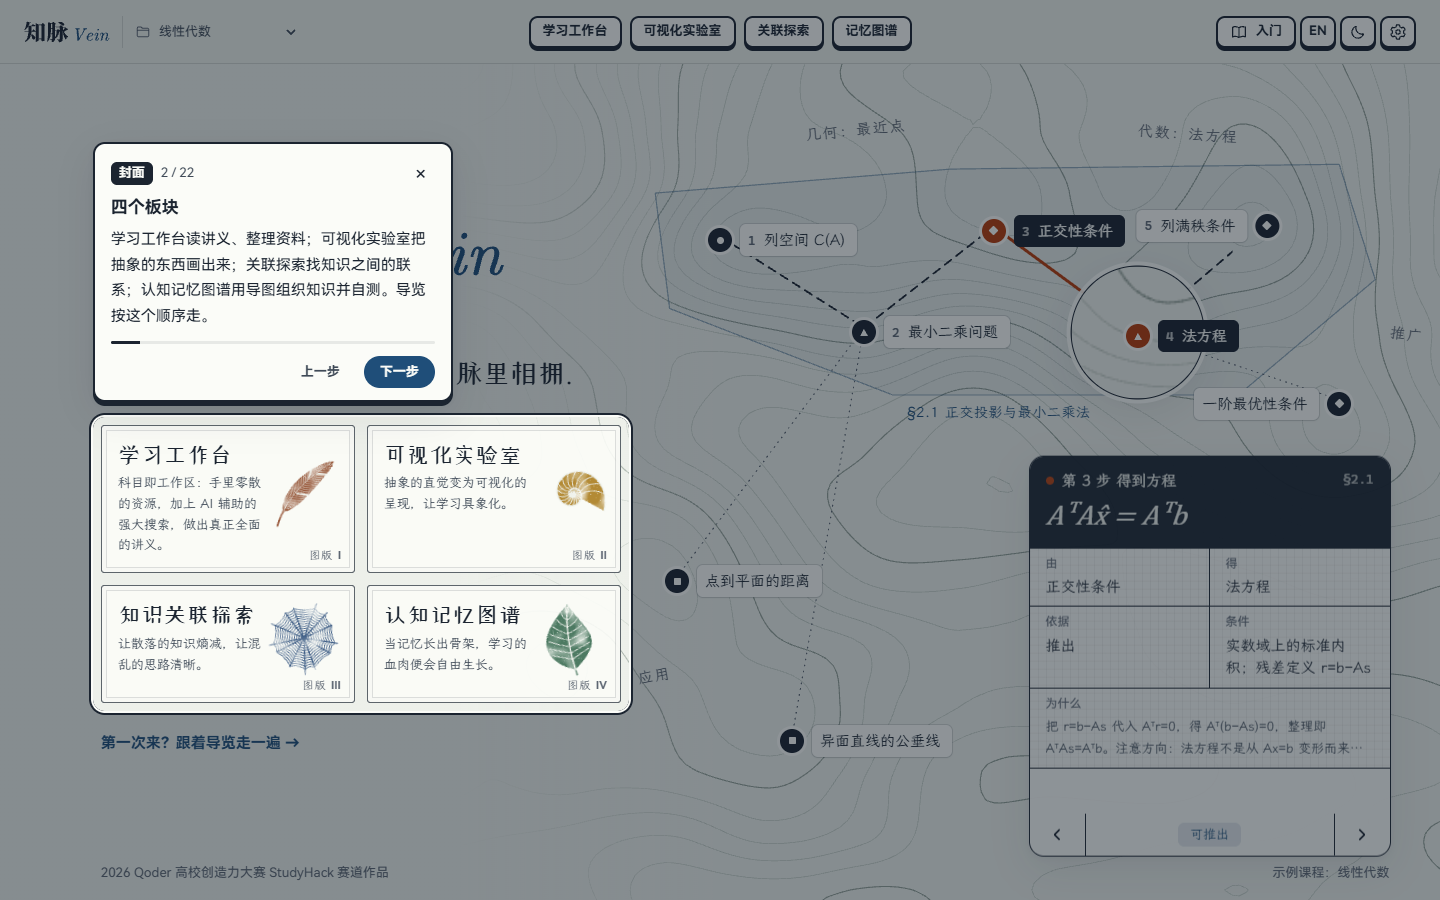 知脉 Vein
线性代数
学习工作台
可视化实验室
关联探索
记忆图谱
入门
EN
封面 2 / 22
四个板块
学习工作台读讲义、整理资料；可视化实验室把
抽象的东西画出来；关联探索找知识之间的联
系；认知记忆图谱用导图组织知识并自测。导览
按这个顺序走。
上一步
下一步
in
脉里相拥.
学习工作台
科目即工作区：手里零散
的资源，加上 AI 辅助的
强大搜索，做出真正全面
的讲义。
图版 I
可视化实验室
抽象的直觉变为可视化的
呈现，让学习具象化。
图版 II
知识关联探索
让散落的知识熵减，让混
乱的思路清晰。
图版 III
认知记忆图谱
当记忆长出骨架，学习的
血肉便会自由生长。
图版 IV
第一次来？跟着导览走一遍 →
2026 Qoder 高校创造力大赛 StudyHack 赛道作品
几何：最近点
代数：法方程
1 列空间 C(A)
3 正交性条件
5 列满秩条件
2 最小二乘问题
4 法方程
推广
一阶最优性条件
§2.1 正交投影与最小二乘法
点到平面的距离
应用
异面直线的公垂线
第 3 步 得到方程
§2.1
AᵀAx̂ = Aᵀb
由
正交性条件
得
法方程
依据
推出
条件
实数域上的标准内
积；残差定义 r=b−As
为什么
把 r=b−As 代入 Aᵀr=0，得 Aᵀ(b−As)=0，整理即
AᵀAs=Aᵀb。注意方向：法方程不是从 Ax=b 变形而来…
可推出
示例课程：线性代数